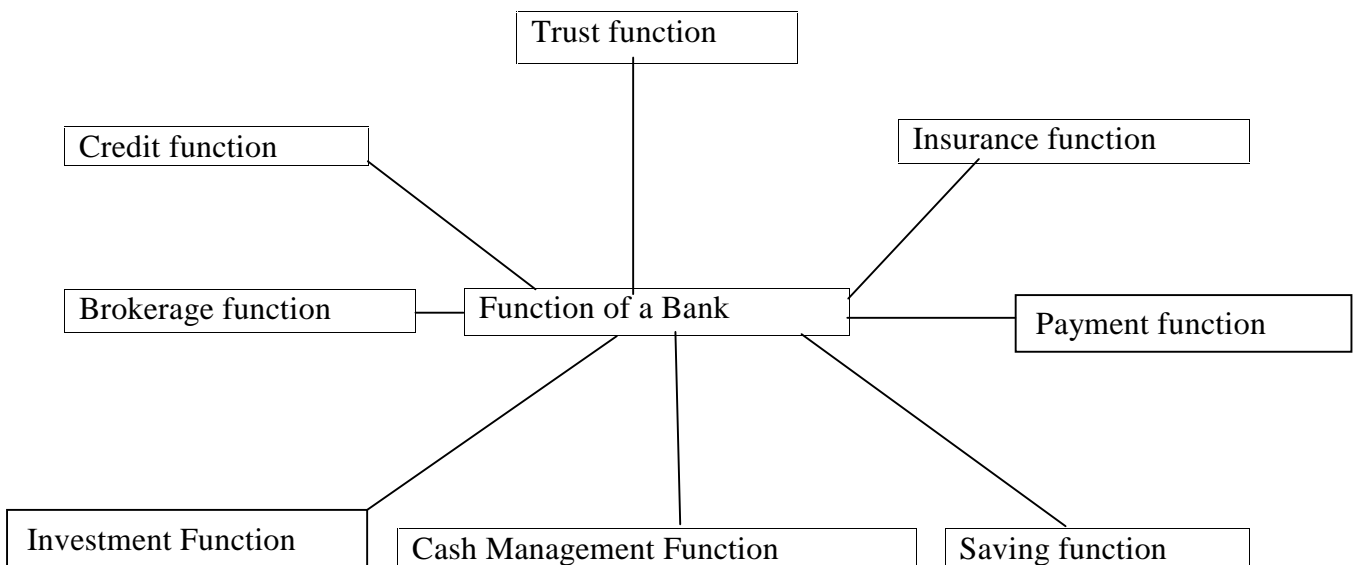 Trust function
Credit function
Insurance function
Brokerage function
Function of a Bank
Payment function
Investment Function
Cash Management Function
Saving function